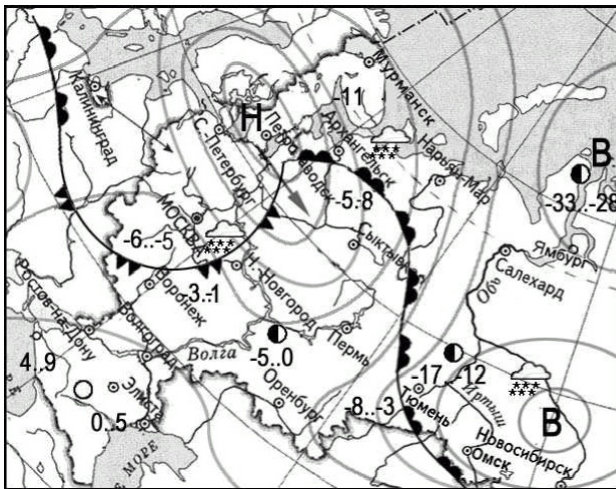 Мурманск
Калининград
С.-Петербург
Н
Петрозаводск
-11
Архангельск
Нарьян-Мар
В
-33..-28
-5..-8
МОСКВА
-6..-5
Сыктывкар
Ямбург
Салехард
Обь
Н.-Новгород
-3..-1
Воронеж
Ростов-на-Дону
Волгоград
Волга
Пермь
-5..0
4..9
Элиста
0..5
Оренбург
-8..-3
-17..-12
Тюмень
Иртыш
В
Новосибирск
Омск
МОРЕ